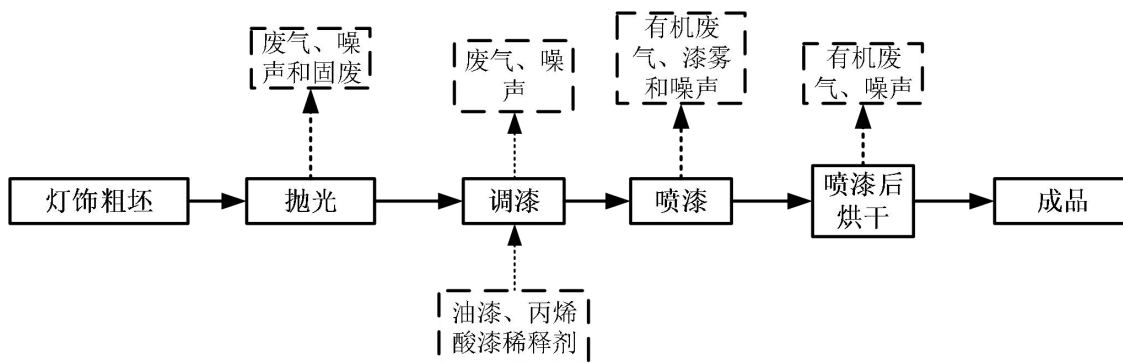 废气、噪
声和固废
废气、噪
声
有机废
气、漆雾
和噪声
有机废
气、噪声
灯饰粗坯
抛光
调漆
喷漆
喷漆后
烘干
成品
油漆、丙烯
酸漆稀释剂